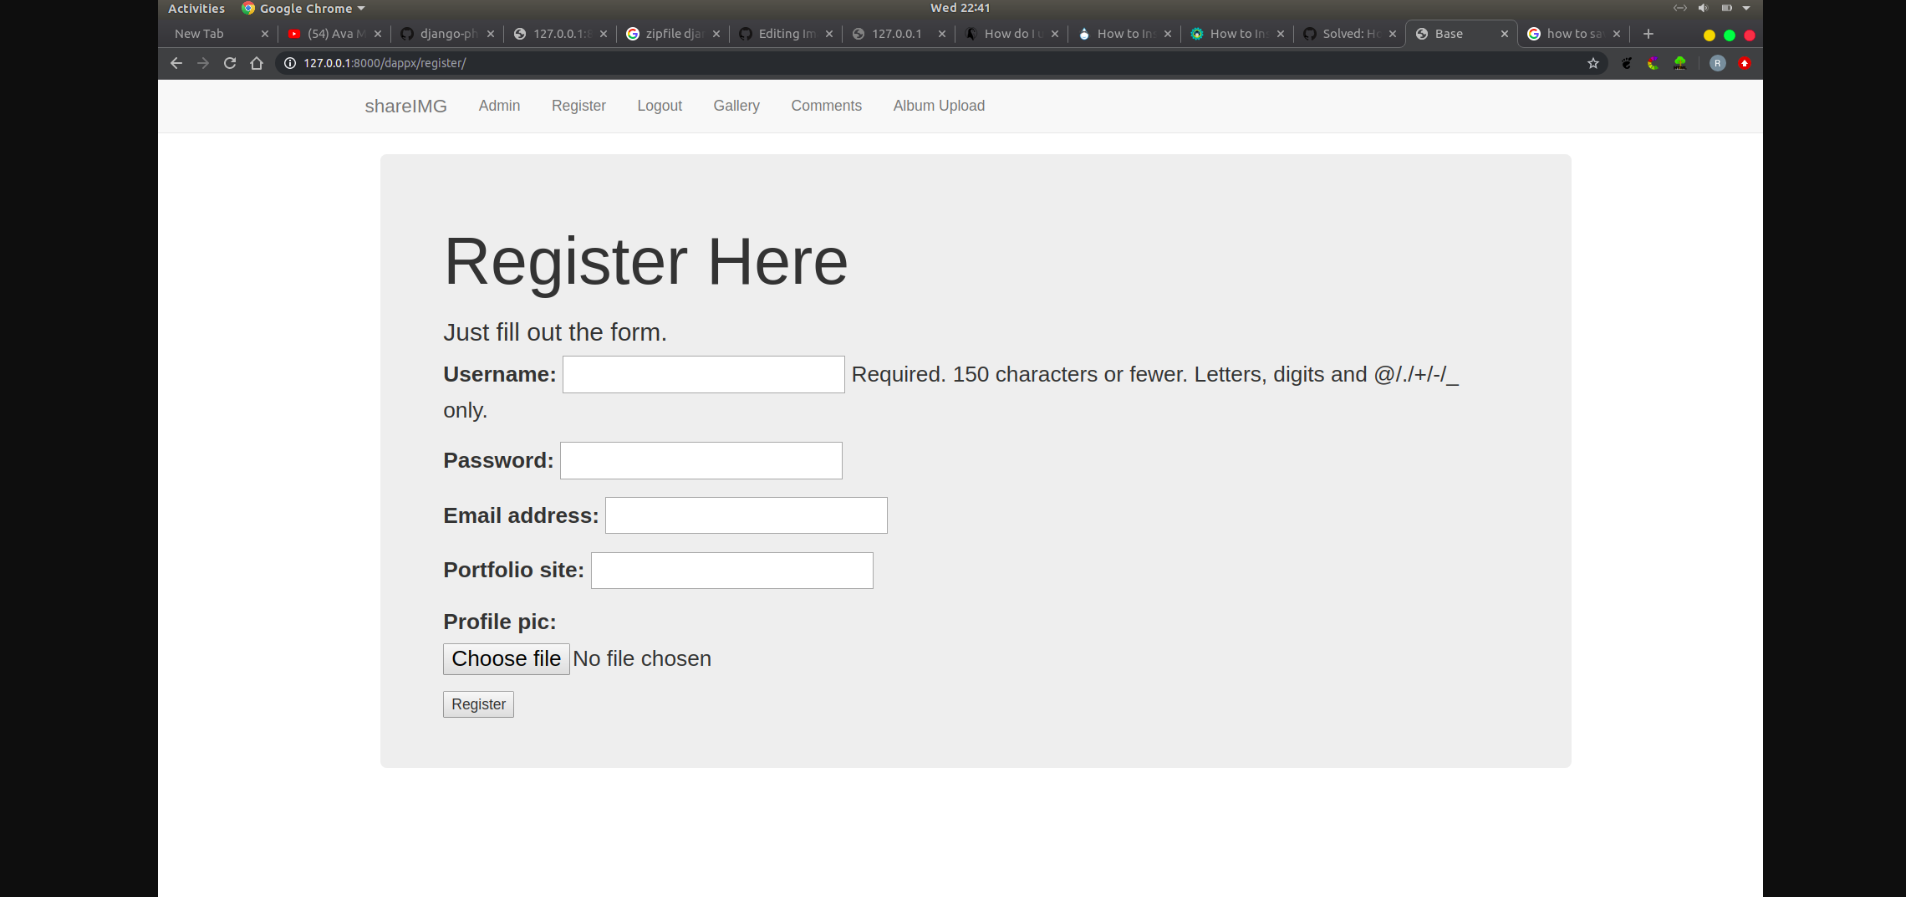 Activities Google Chrome Wed 22:41
New Tab (54) Ava django-ph 127.0.0.1: zipfile dja Editing Im 127.0.0.1 How do I u How to Ins How to Ins Solved: Ho Base how to sa
127.0.0.1:8000/dappx/register/ R
shareIMG Admin Register Logout Gallery Comments Album Upload
Register Here
Just fill out the form.
Username: Required. 150 characters or fewer. Letters, digits and @/./+/-/_
only.
Password:
Email address:
Portfolio site:
Profile pic:
Choose file No file chosen
Register